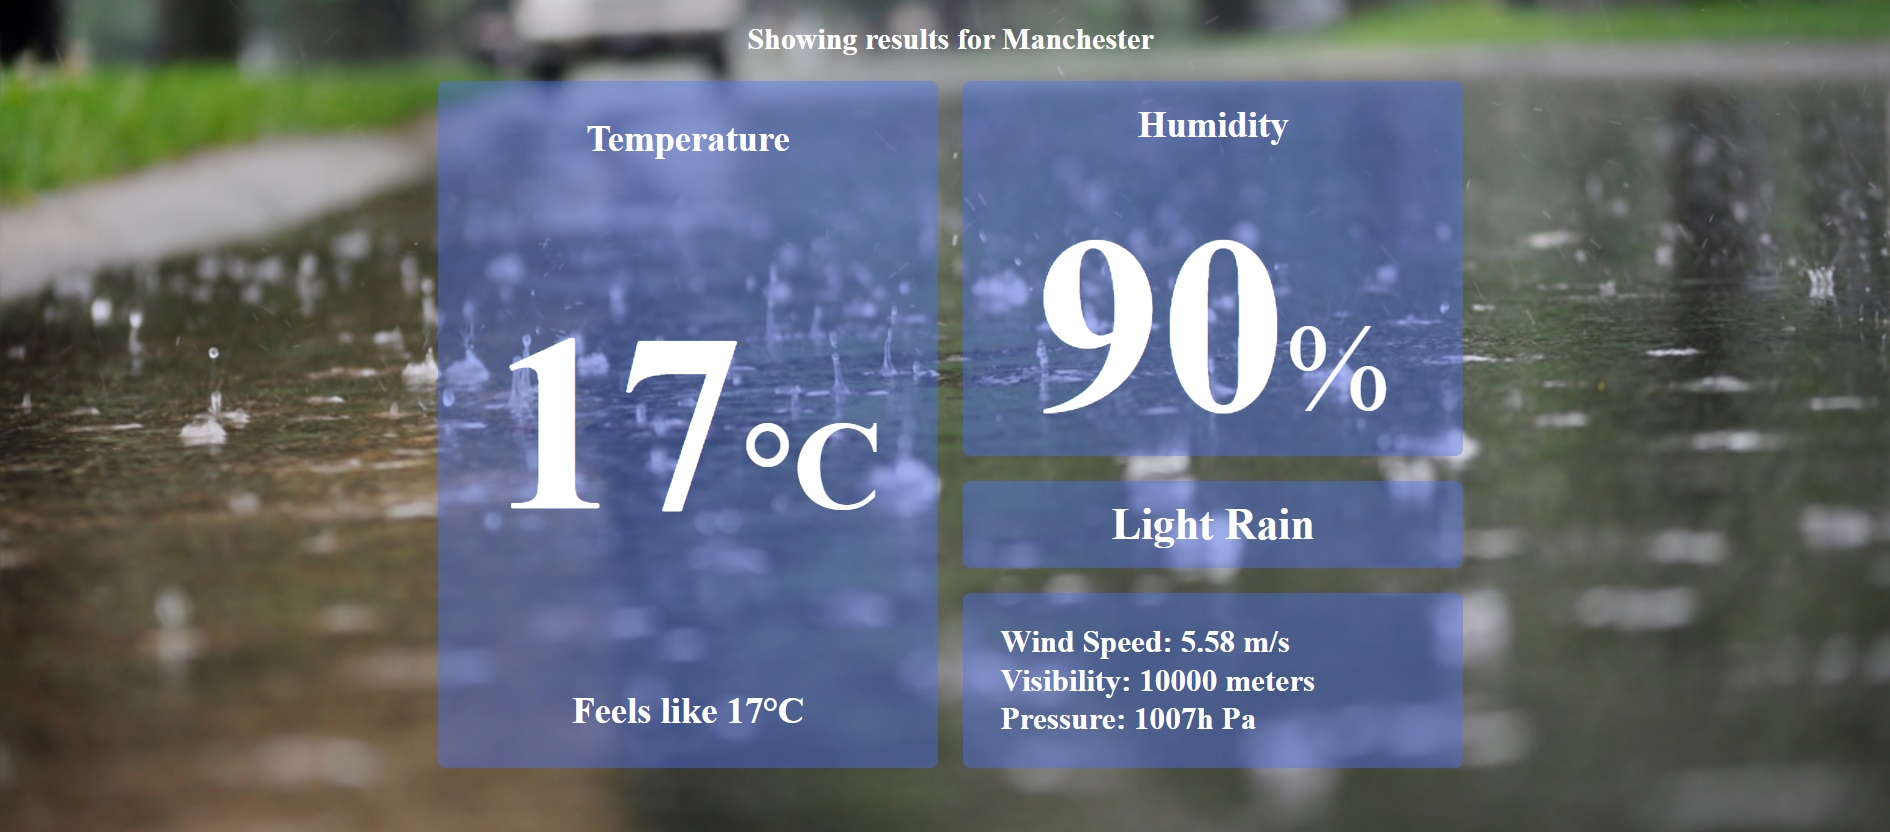 Showing results for Manchester
Temperature
17°C
Feels like 17°C
Humidity
90%
Light Rain
Wind Speed: 5.58 m/s
Visibility: 10000 meters
Pressure: 1007h Pa